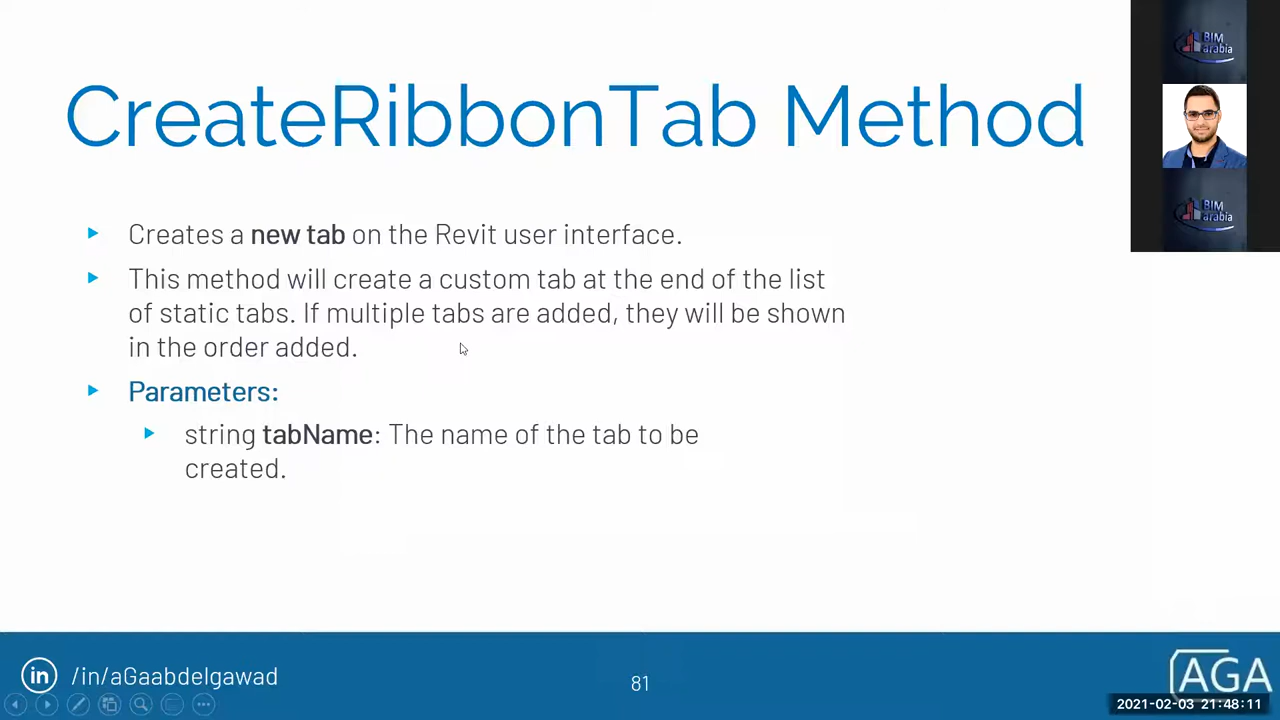 CreateRibbonTab Method
Creates a new tab on the Revit user interface.
This method will create a custom tab at the end of the list
of static tabs. If multiple tabs are added, they will be shown
in the order added.
Parameters:
string tabName: The name of the tab to be
created.
BIM
arabia
BIM
arabia
in
/in/aGaabdelgawad
81
AGA
2021-02-03 21:48:11